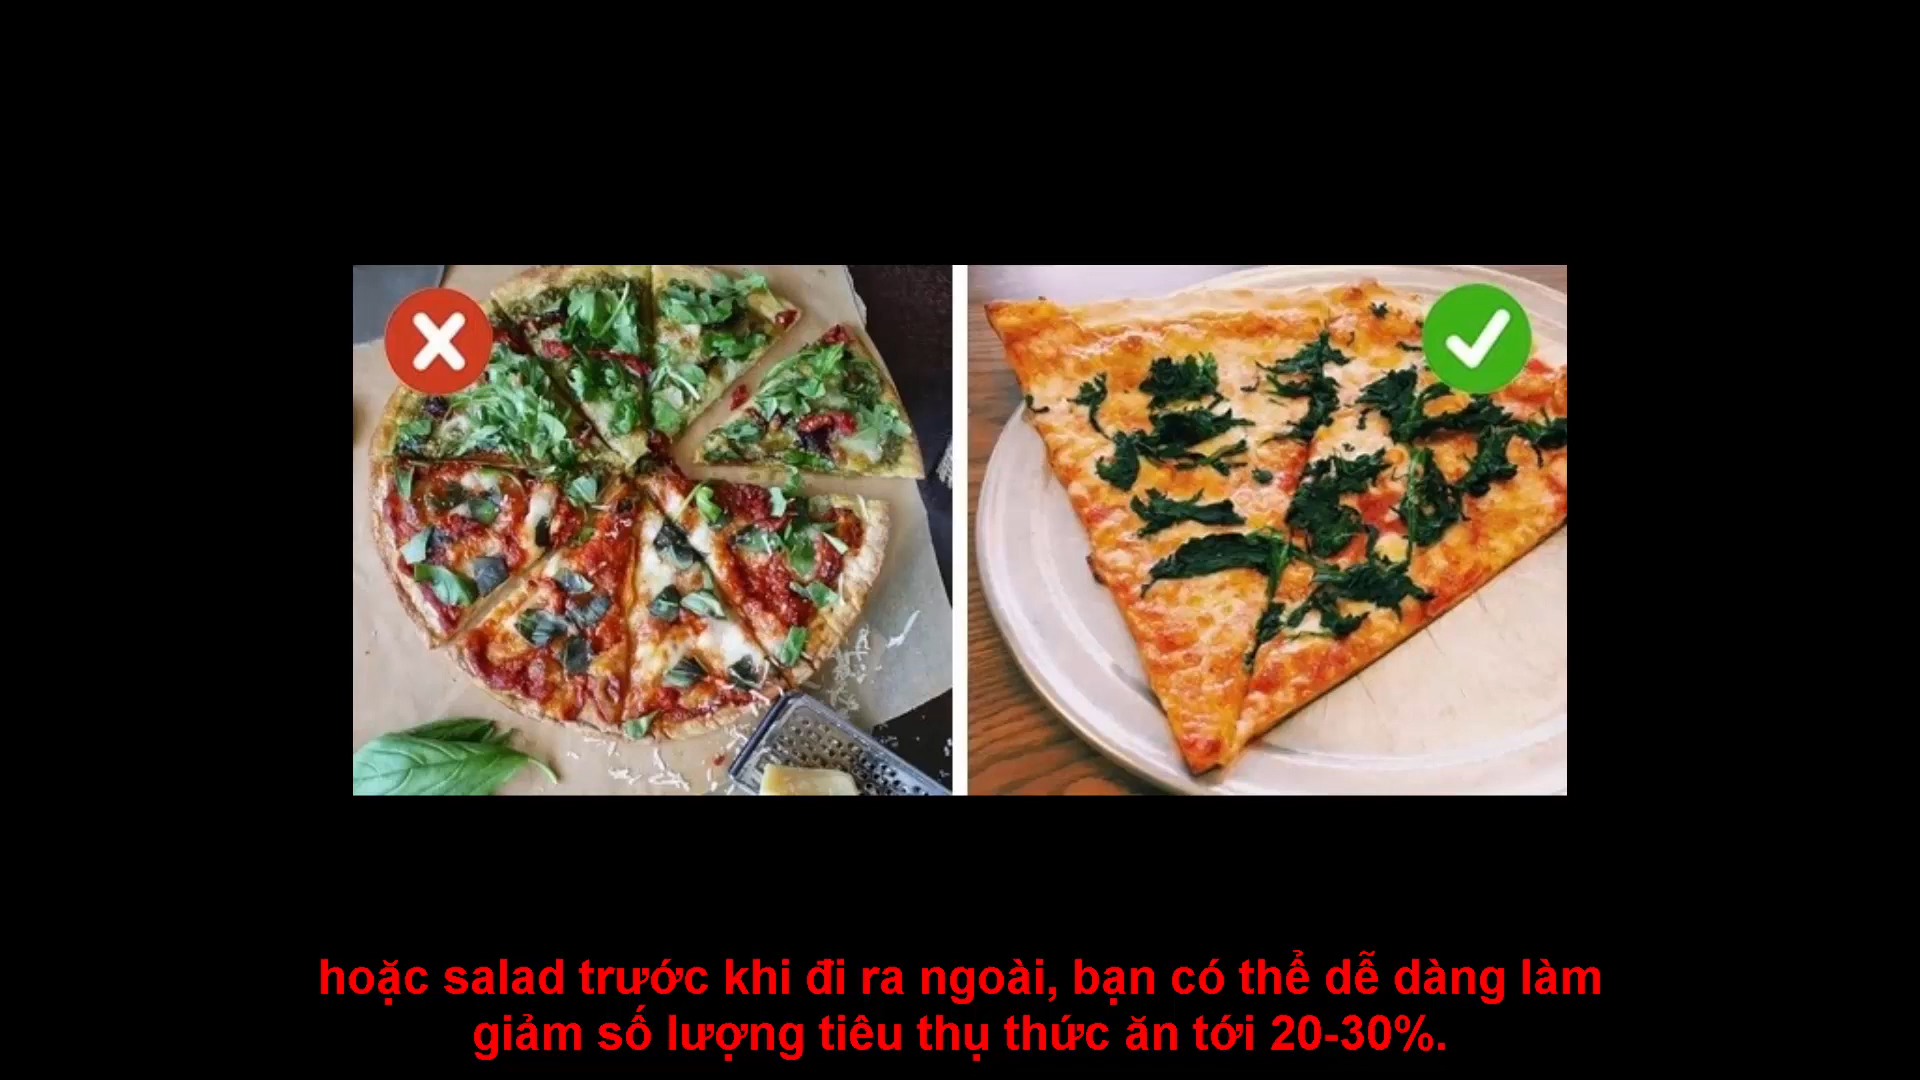 hoặc salad trước khi đi ra ngoài, bạn có thể dễ dàng làm
giảm số lượng tiêu thụ thức ăn tới 20-30%.